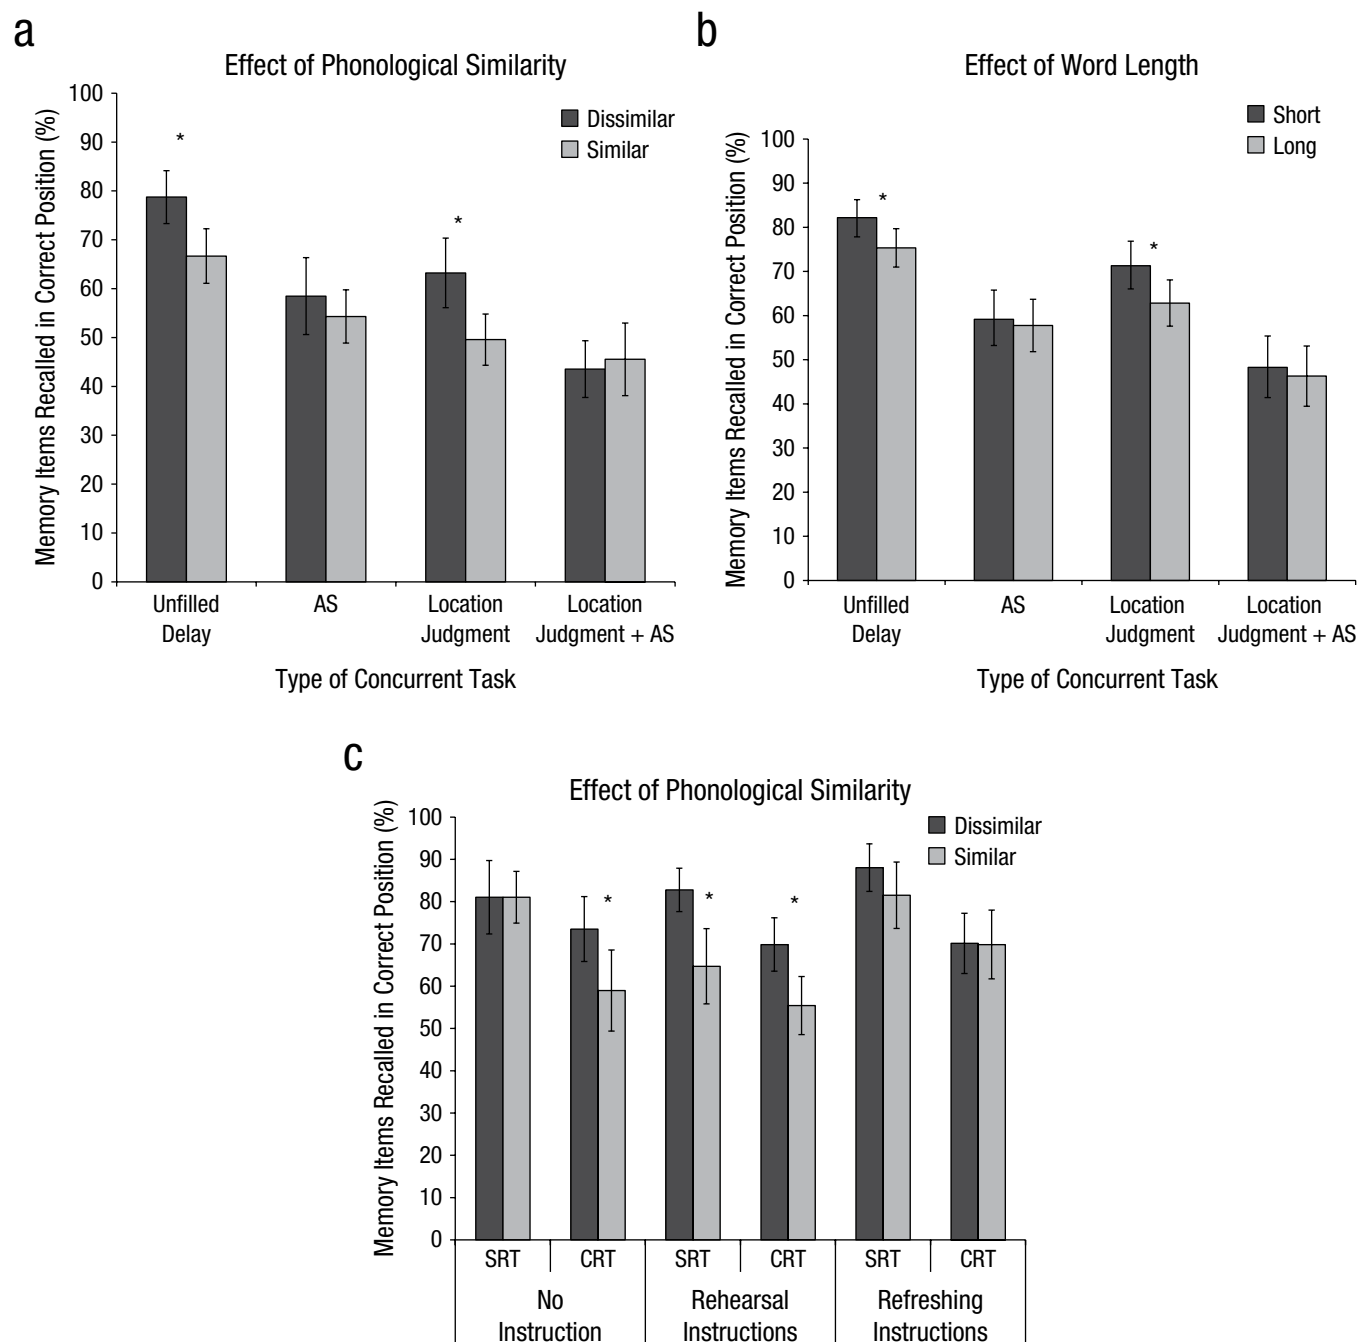 a
Effect of Phonological Similarity
Memory Items Recalled in Correct Position (%)
100
90
80
70
60
50
40
30
20
10
0
Dissimilar
Similar
*
*
Unfilled
Delay
AS
Location
Judgment
Location
Judgment + AS
Type of Concurrent Task
b
Effect of Word Length
Memory Items Recalled in Correct Position (%)
100
90
80
70
60
50
40
30
20
10
0
Short
Long
*
*
Unfilled
Delay
AS
Location
Judgment
Location
Judgment + AS
Type of Concurrent Task
c
Effect of Phonological Similarity
Memory Items Recalled in Correct Position (%)
100
90
80
70
60
50
40
30
20
10
0
Dissimilar
Similar
*
*
*
SRT
CRT
SRT
CRT
SRT
CRT
No
Instruction
Rehearsal
Instructions
Refreshing
Instructions